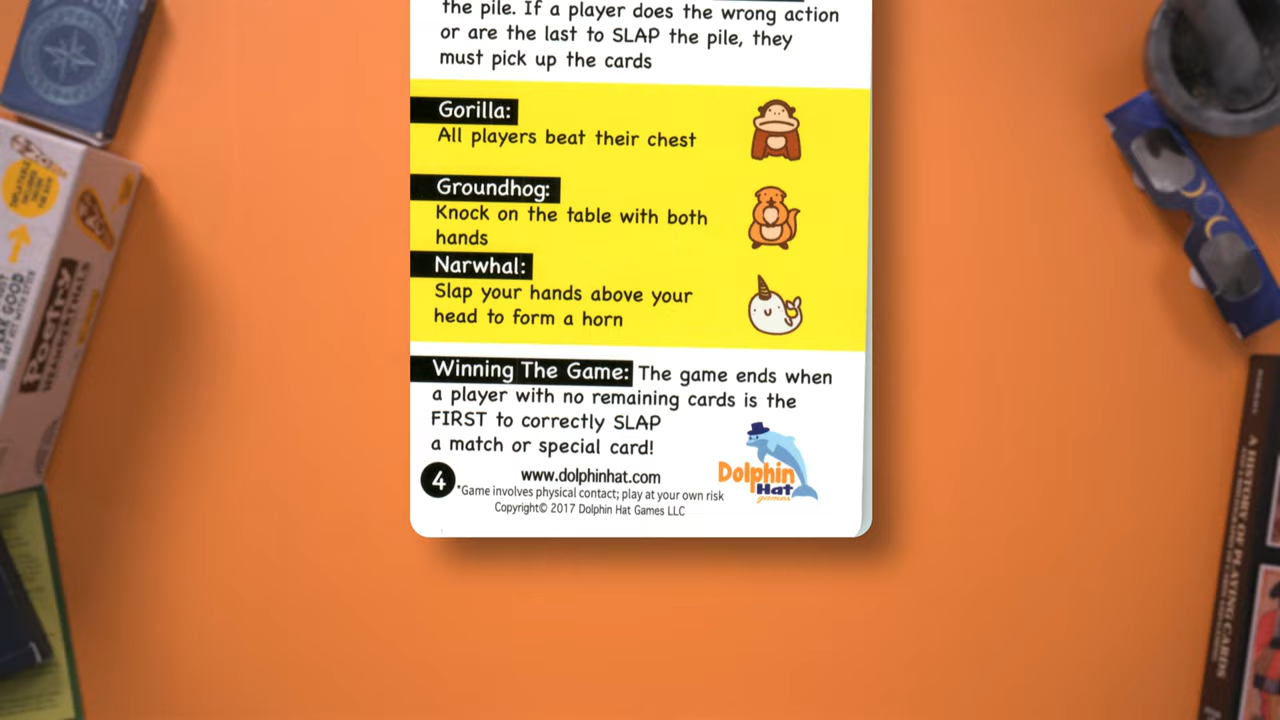 the pile. If a player does the wrong action
or are the last to SLAP the pile, they
must pick up the cards
Gorilla:
All players beat their chest
Groundhog:
Knock on the table with both
hands
Narwhal:
Slap your hands above your
head to form a horn
Winning The Game: The game ends when
a player with no remaining cards is the
FIRST to correctly SLAP
a match or special card!
4
www.dolphinhat.com
*Game involves physical contact; play at your own risk
Copyright© 2017 Dolphin Hat Games LLC
Dolphin
Hat
games
Poetry
NEANDERTHALS
A HISTORY OF PLAYING CARDS